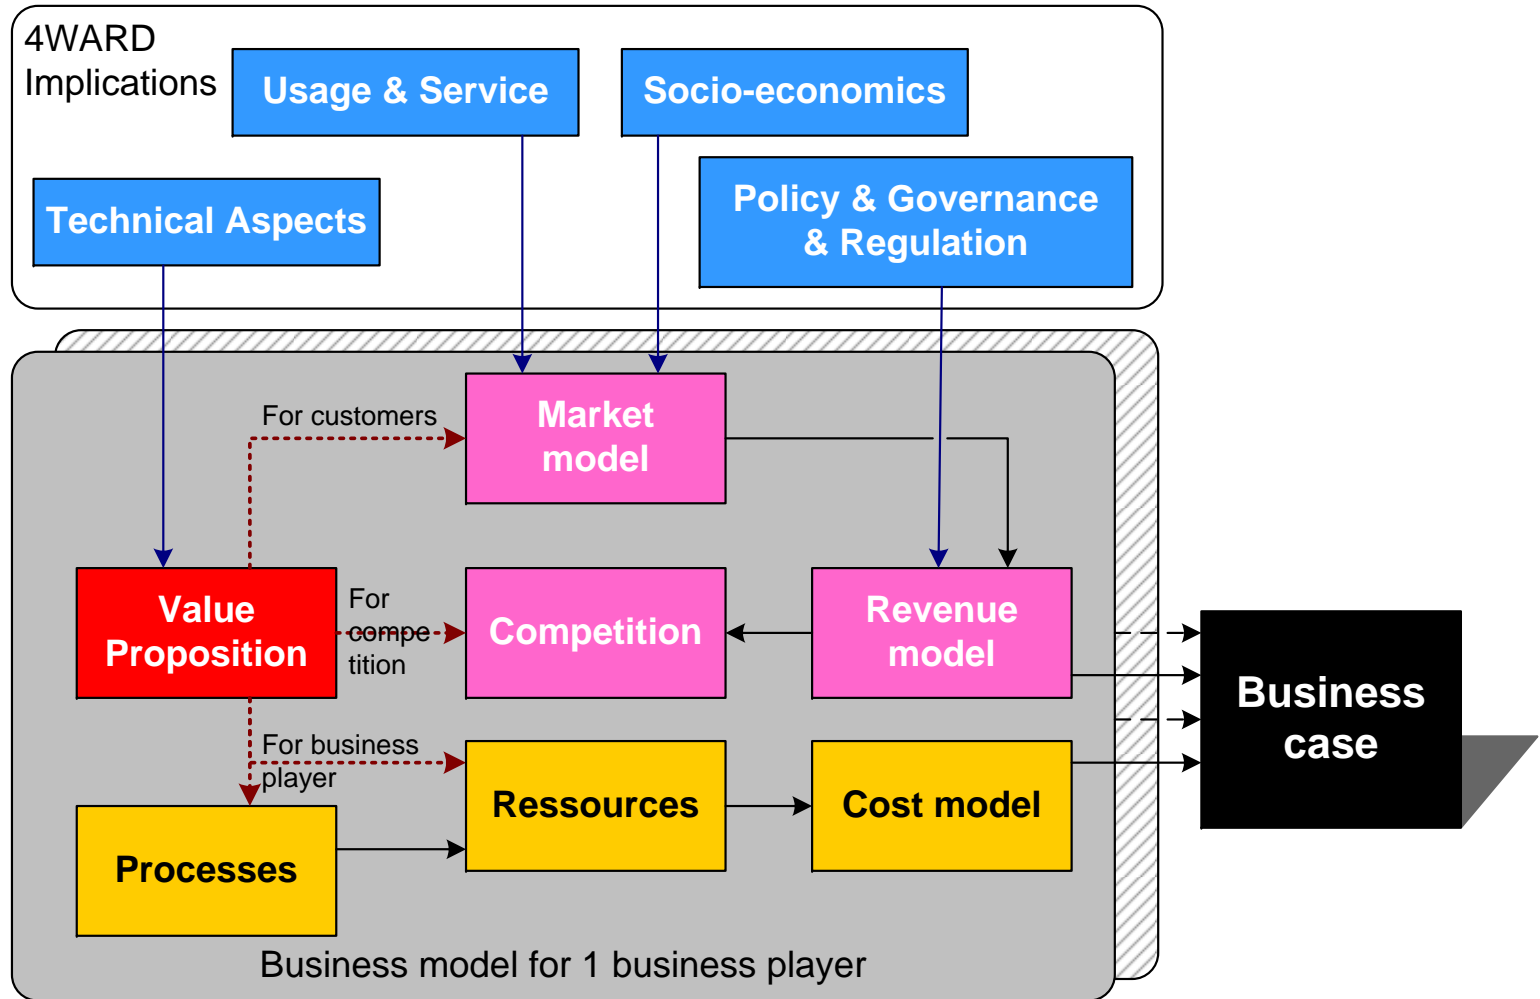 4WARD
Implications
Usage & Service
Socio-economics
Technical Aspects
Policy & Governance
& Regulation
For customers
Market
model
Value
Proposition
For
compe
tition
Competition
Revenue
model
Business
case
For business
player
Processes
Ressources
Cost model
Business model for 1 business player